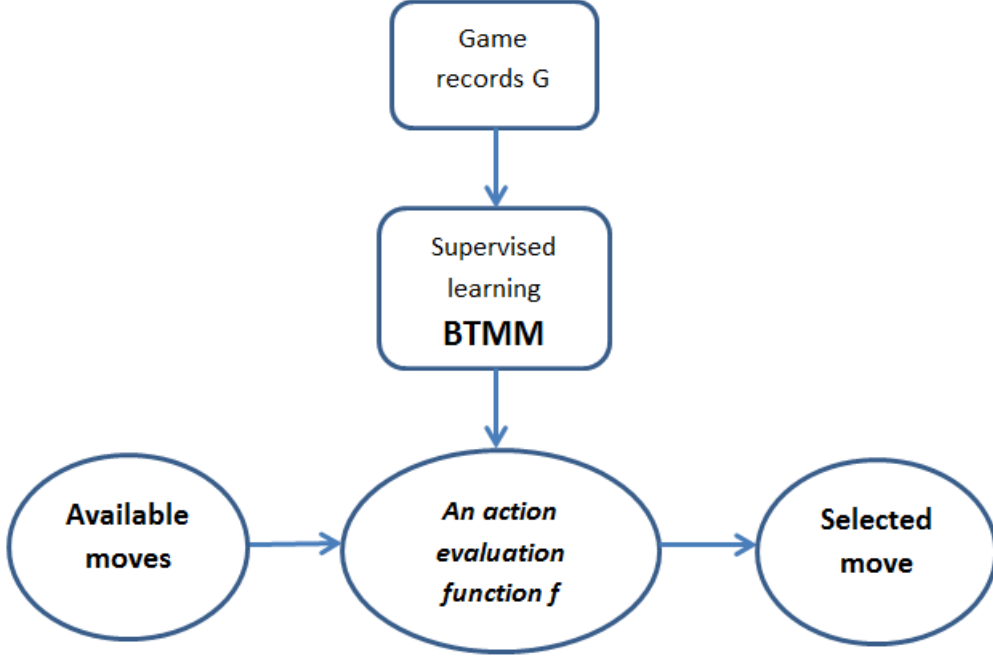 Game
records G
Supervised
learning
BTMM
Available
moves
An action
evaluation
function f
Selected
move